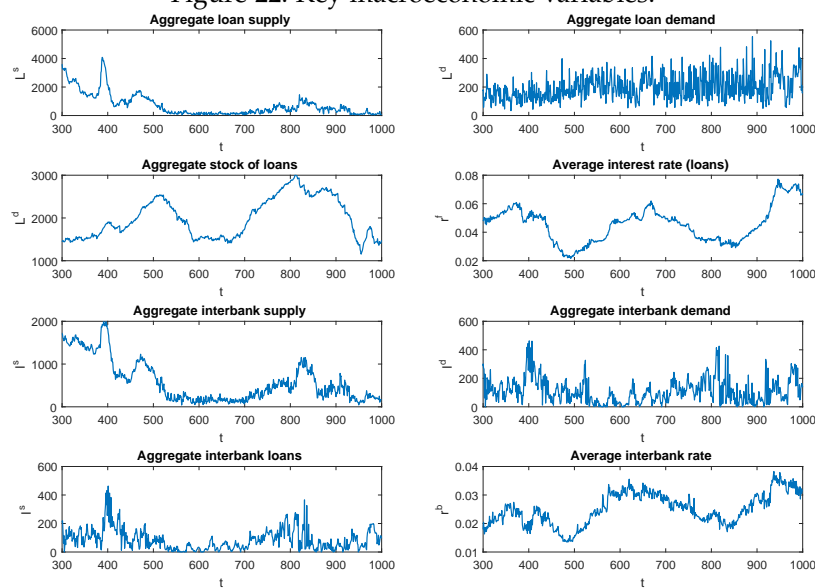 Figure 22: Key macroeconomic variables.
Aggregate loan supply
6000
4000
2000
0
L^s
300 400 500 600 700 800 900 1000
t
Aggregate loan demand
600
400
200
0
L^d
300 400 500 600 700 800 900 1000
t
Aggregate stock of loans
3000
2000
1000
L^d
300 400 500 600 700 800 900 1000
t
Average interest rate (loans)
0.08
0.06
0.04
0.02
r^f
300 400 500 600 700 800 900 1000
t
Aggregate interbank supply
2000
1000
0
I^s
300 400 500 600 700 800 900 1000
t
Aggregate interbank demand
600
400
200
0
I^d
300 400 500 600 700 800 900 1000
t
Aggregate interbank loans
600
400
200
0
I^s
300 400 500 600 700 800 900 1000
t
Average interbank rate
0.04
0.03
0.02
0.01
r^b
300 400 500 600 700 800 900 1000
t